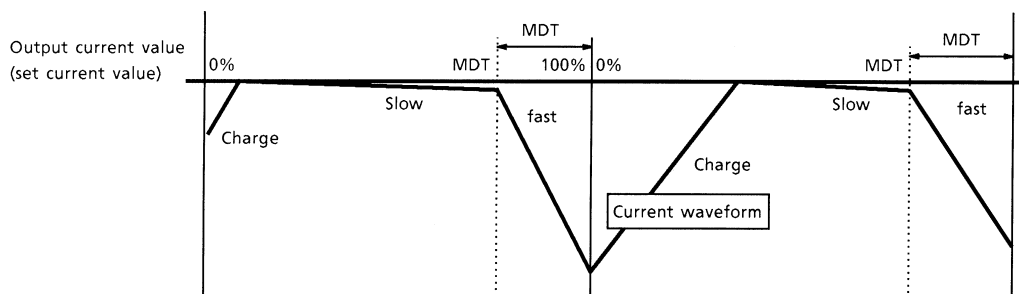 MDT
MDT
Output current value
(set current value)
0%
MDT
100%
0%
MDT
Slow
fast
Slow
fast
Charge
Charge
Current waveform